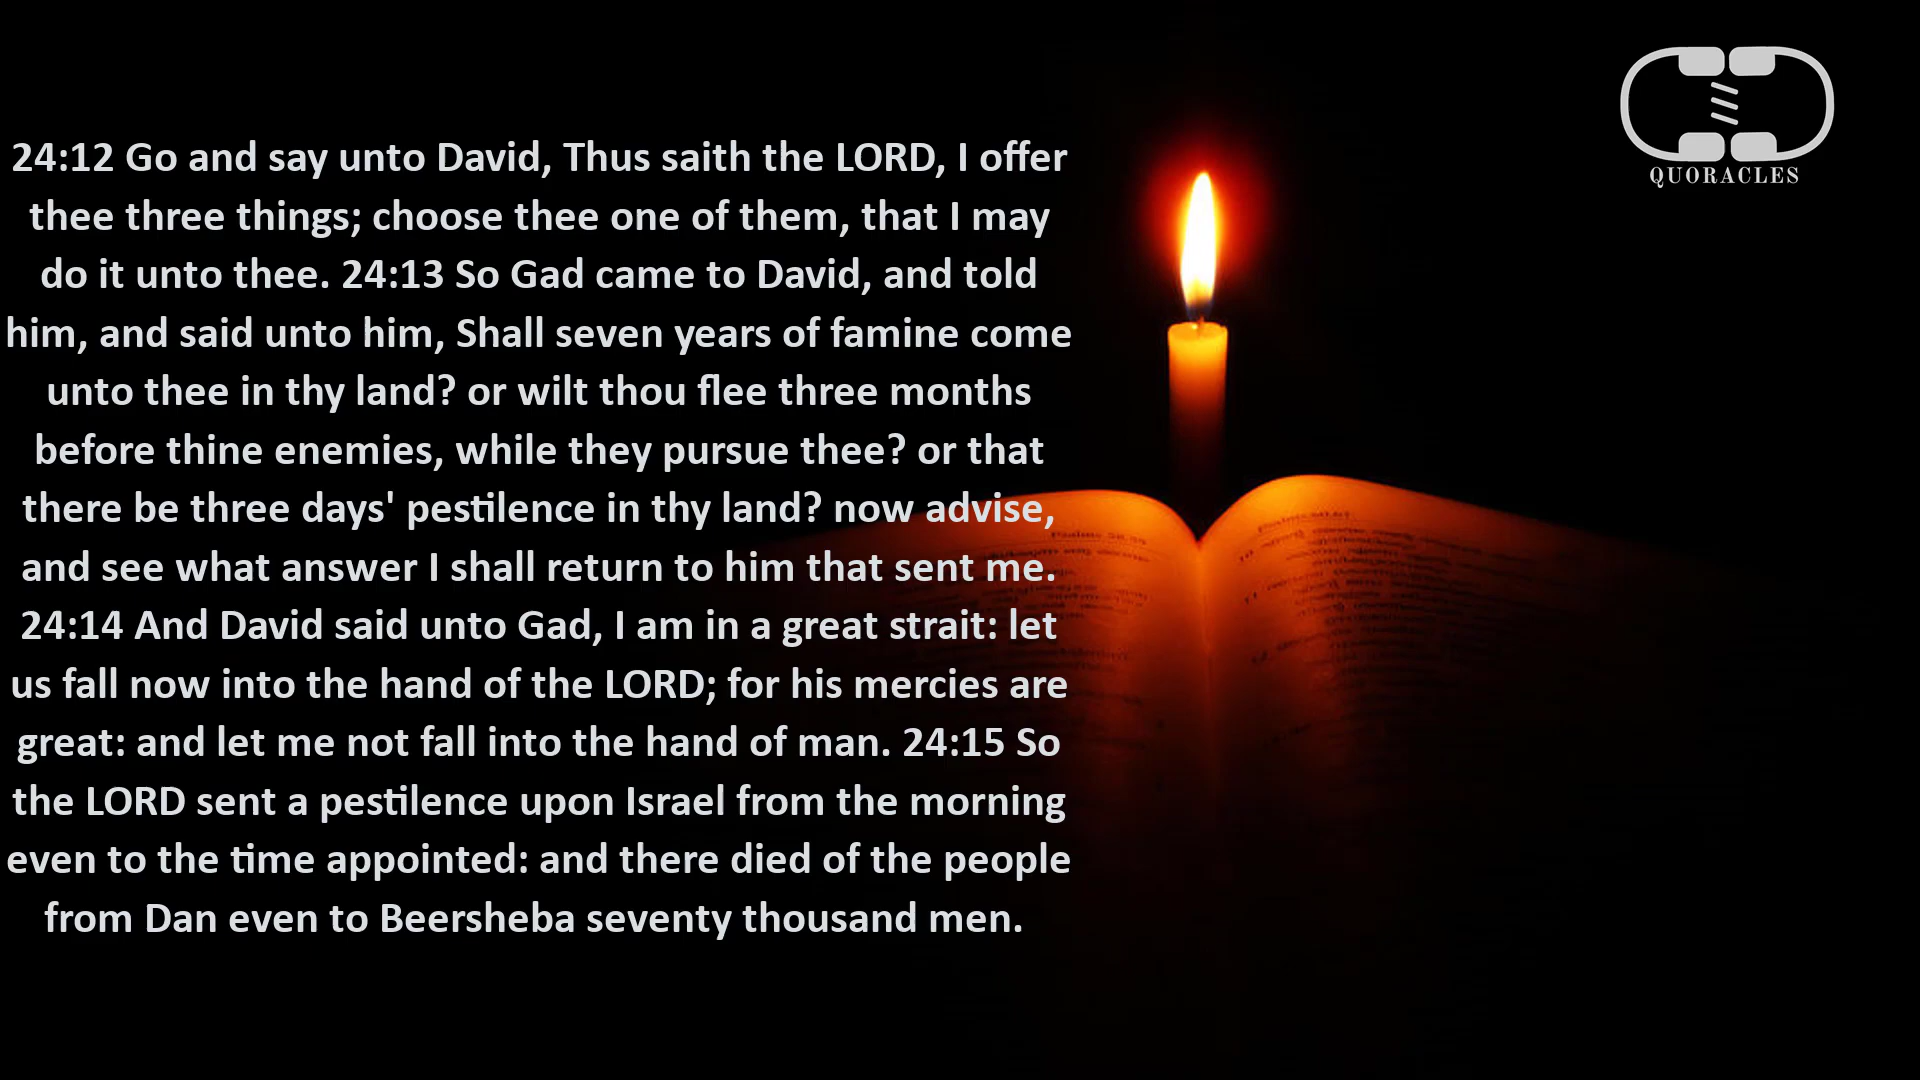 24:12 Go and say unto David, Thus saith the LORD, I offer
thee three things; choose thee one of them, that I may
do it unto thee. 24:13 So Gad came to David, and told
him, and said unto him, Shall seven years of famine come
unto thee in thy land? or wilt thou flee three months
before thine enemies, while they pursue thee? or that
there be three days' pestilence in thy land? now advise,
and see what answer I shall return to him that sent me.
24:14 And David said unto Gad, I am in a great strait: let
us fall now into the hand of the LORD; for his mercies are
great: and let me not fall into the hand of man. 24:15 So
the LORD sent a pestilence upon Israel from the morning
even to the time appointed: and there died of the people
from Dan even to Beersheba seventy thousand men.
QUORACLES